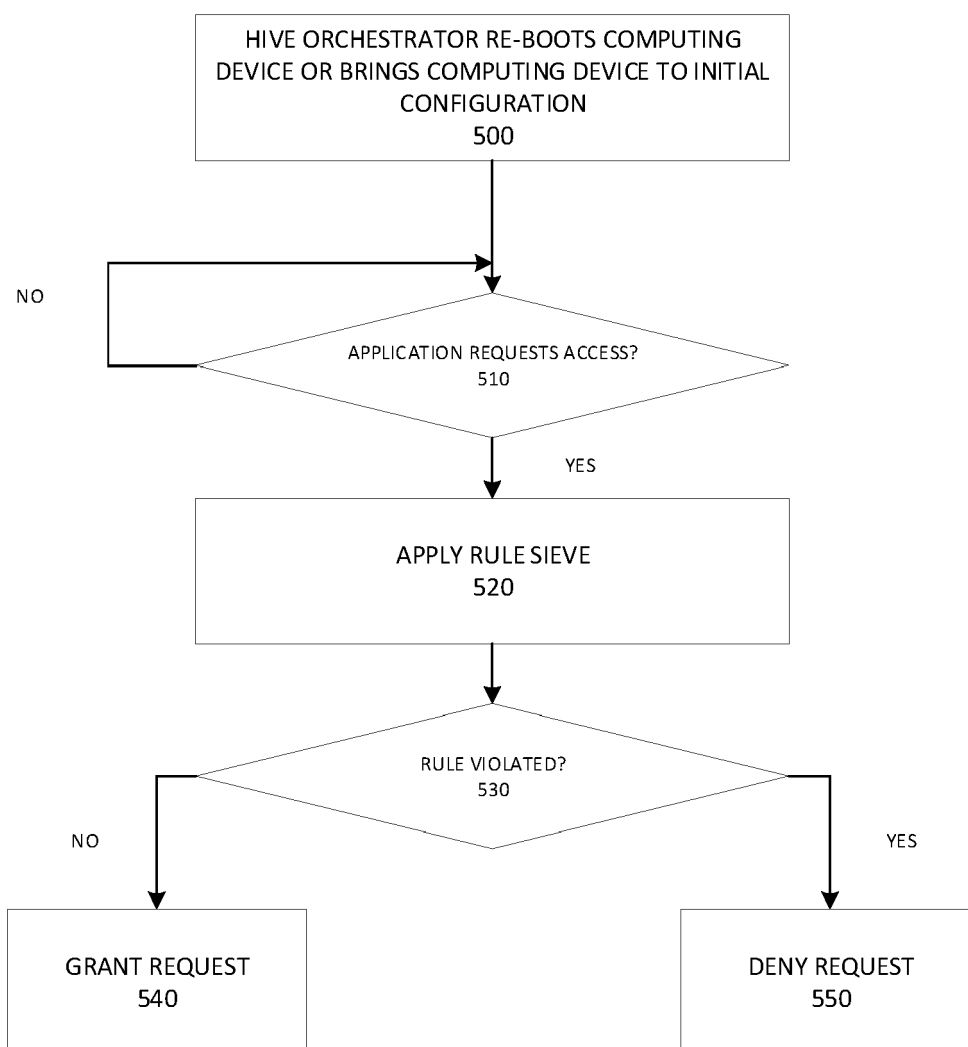 HIVE ORCHESTRATOR RE-BOOTS COMPUTING
DEVICE OR BRINGS COMPUTING DEVICE TO INITIAL
CONFIGURATION
500
NO
APPLICATION REQUESTS ACCESS?
510
YES
APPLY RULE SIEVE
520
RULE VIOLATED?
530
NO
YES
GRANT REQUEST
540
DENY REQUEST
550